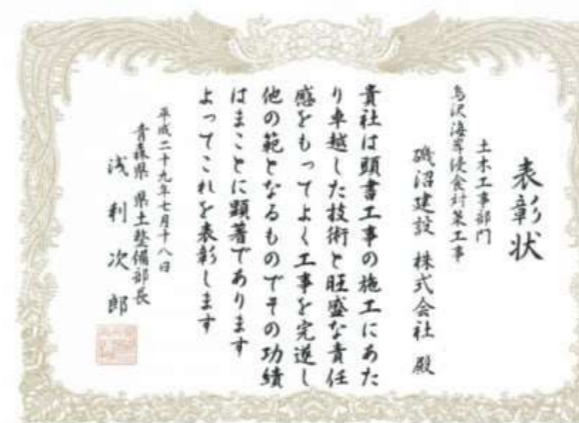 表彰状
土木工事部門
鳥沢海岸侵食対策工事
磯沼建設 株式会社 殿
貴社は頭書工事の施工にあた
り卓越した技術と旺盛な責任
感をもってよく工事を完遂し
他の範となるものでその功績
はまことに顕著であります
よってこれを表彰します
平成二十九年七月十八日
青森県 県土整備部長
浅利次郎